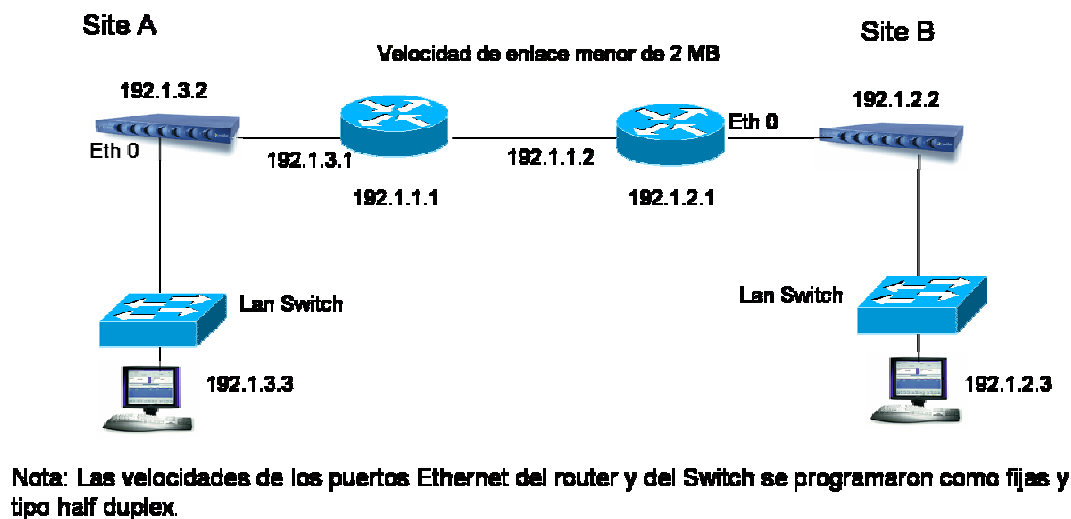 Site A
Site B
Velocidad de enlace menor de 2 MB
192.1.3.2
192.1.2.2
Eth 0
Eth 0
192.1.3.1
192.1.1.2
192.1.1.1
192.1.2.1
Lan Switch
Lan Switch
192.1.3.3
192.1.2.3
Nota: Las velocidades de los puertos Ethernet del router y del Switch se programaron como fijas y
tipo half duplex.